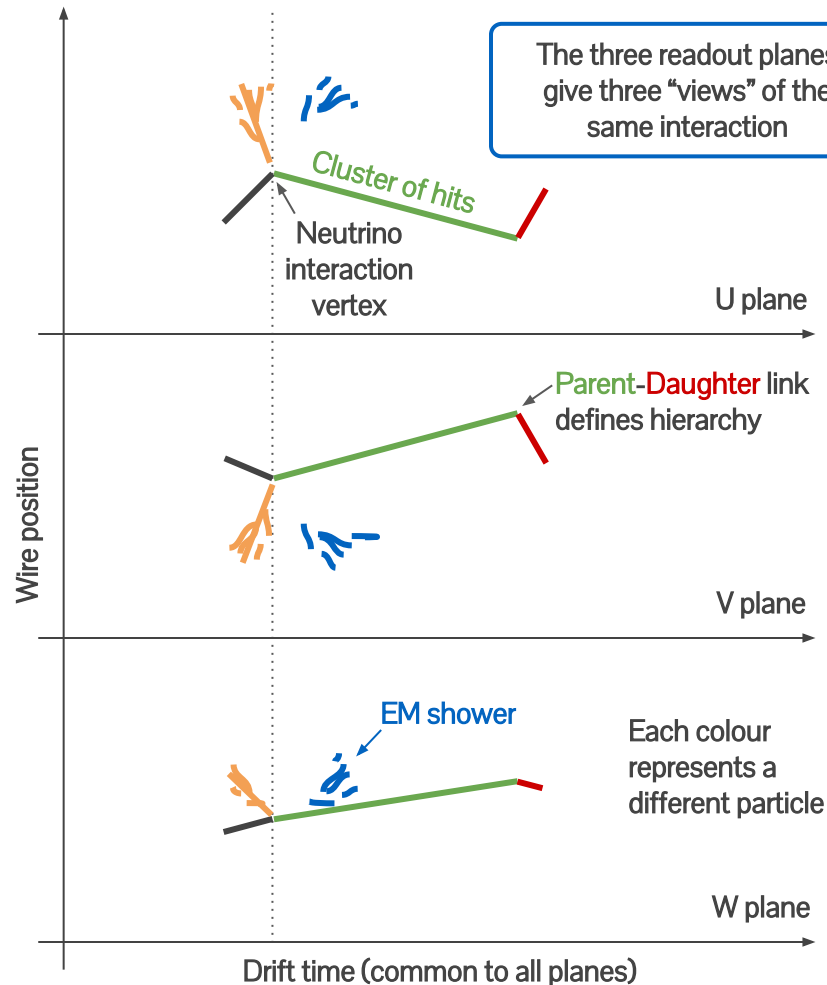 The three readout planes
give three “views” of the
same interaction
Cluster of hits
Neutrino
interaction
vertex
U plane
Parent-Daughter link
defines hierarchy
Wire position
V plane
EM shower
Each colour
represents a
different particle
W plane
Drift time (common to all planes)